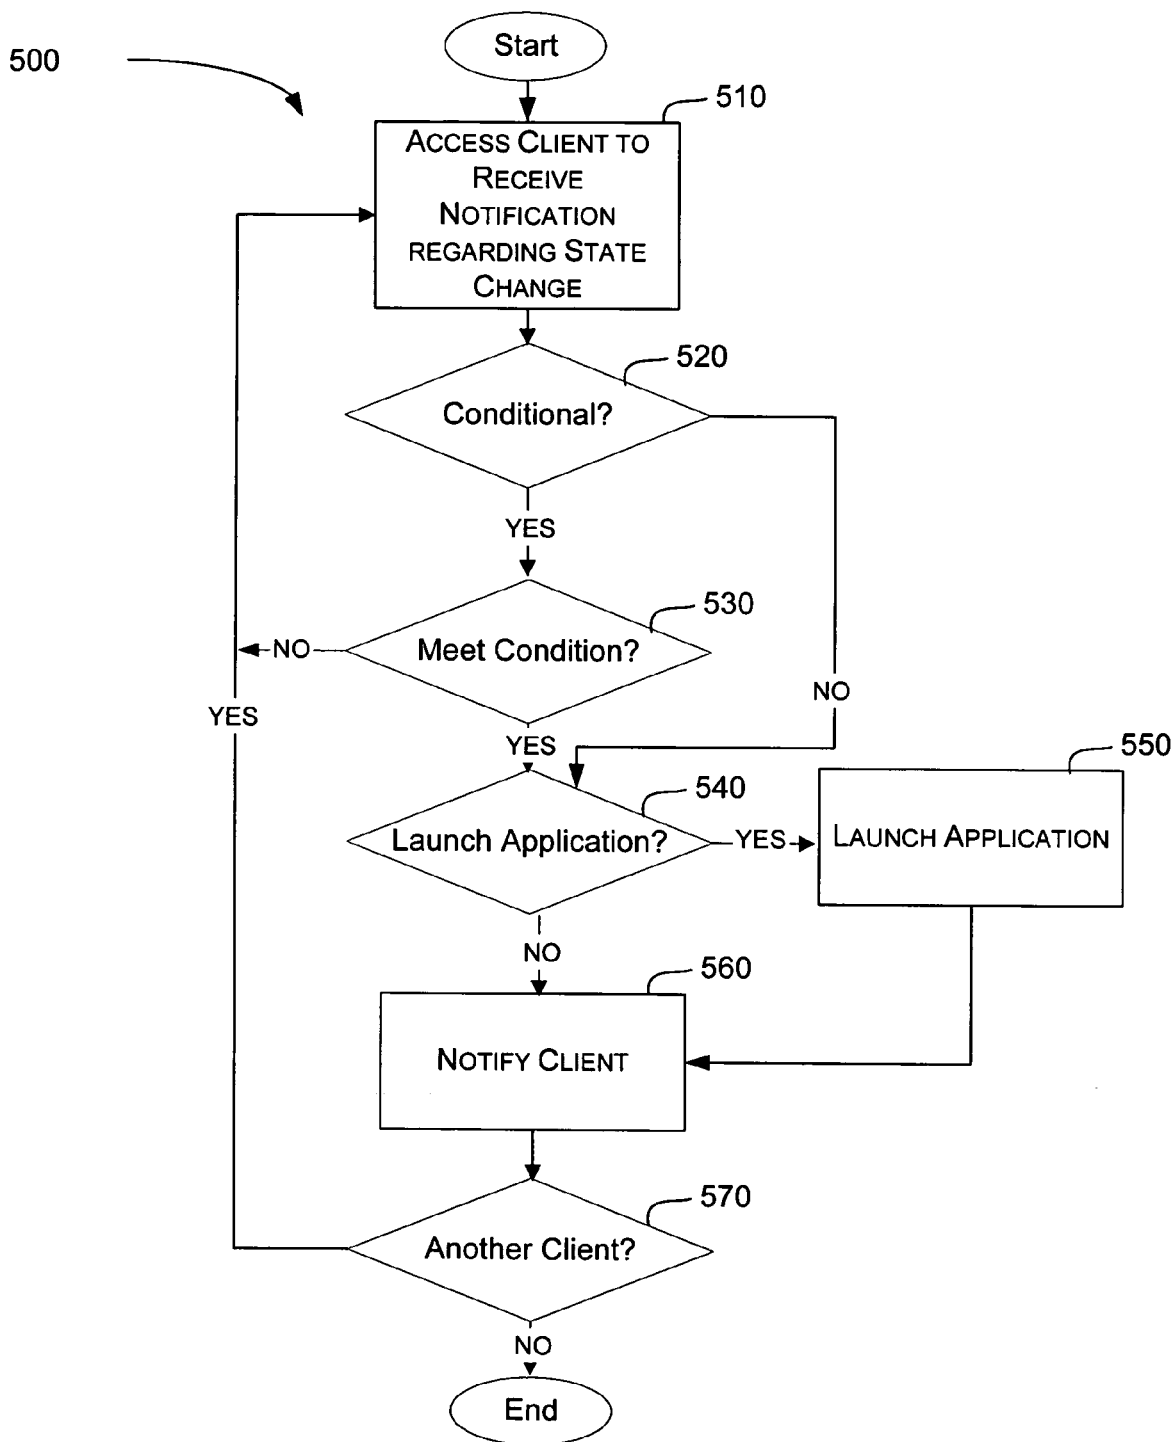 Start
500
510
ACCESS CLIENT TO
RECEIVE
NOTIFICATION
REGARDING STATE
CHANGE
520
Conditional?
YES
530
Meet Condition?
NO
NO
YES
YES
550
540
Launch Application?
YES
LAUNCH APPLICATION
NO
560
NOTIFY CLIENT
570
Another Client?
NO
End